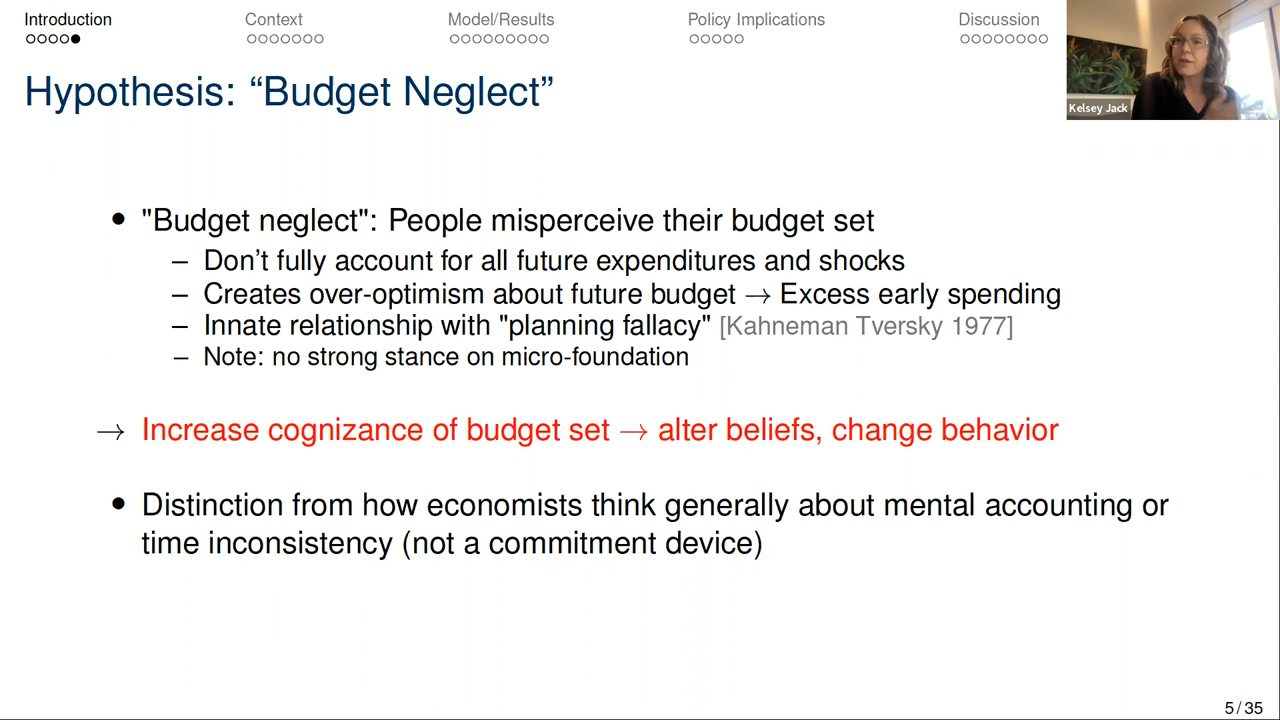 Introduction
Context
Model/Results
Policy Implications
Discussion
Kelsey Jack
Hypothesis: “Budget Neglect”
• "Budget neglect": People misperceive their budget set
– Don’t fully account for all future expenditures and shocks
– Creates over-optimism about future budget → Excess early spending
– Innate relationship with "planning fallacy" [Kahneman Tversky 1977]
– Note: no strong stance on micro-foundation
→ Increase cognizance of budget set → alter beliefs, change behavior
• Distinction from how economists think generally about mental accounting or
time inconsistency (not a commitment device)
5 / 35